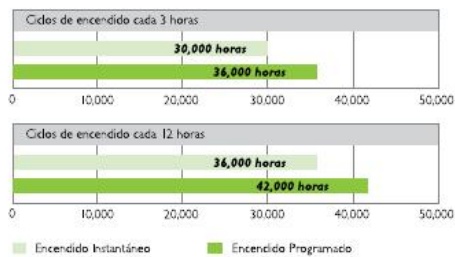 Ciclos de encendido cada 3 horas
30,000 horas
36,000 horas
0 10,000 20,000 30.000 40,000 50,000
Ciclos de encendido cada 12 horas
36,000 horas
42,000 horas
0 10,000 20,000 30.000 40,000 50,000
Encendido Instantáneo Encendido Programado